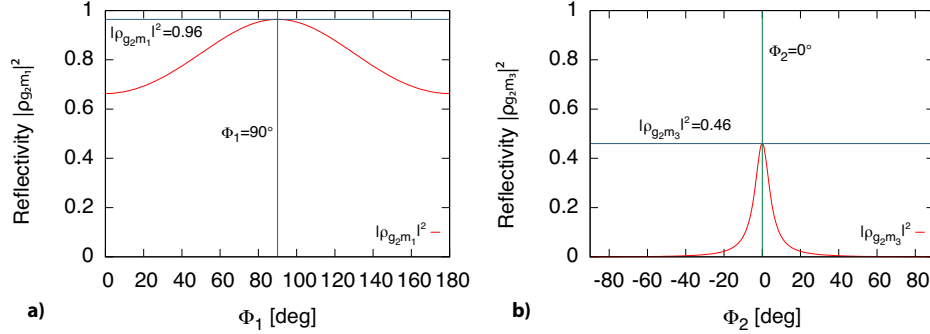 1
0.8
0.6
0.4
0.2
0
Reflectivity |ρg₂m₁|²
|ρg₂m₁|²=0.96
Φ₁=90°
|ρg₂m₁|²
0 20 40 60 80 100 120 140 160 180
a)
Φ₁ [deg]
1
0.8
0.6
0.4
0.2
0
Reflectivity |ρg₂m₃|²
Φ₂=0°
|ρg₂m₃|²=0.46
|ρg₂m₃|²
-80 -60 -40 -20 0 20 40 60 80
b)
Φ₂ [deg]